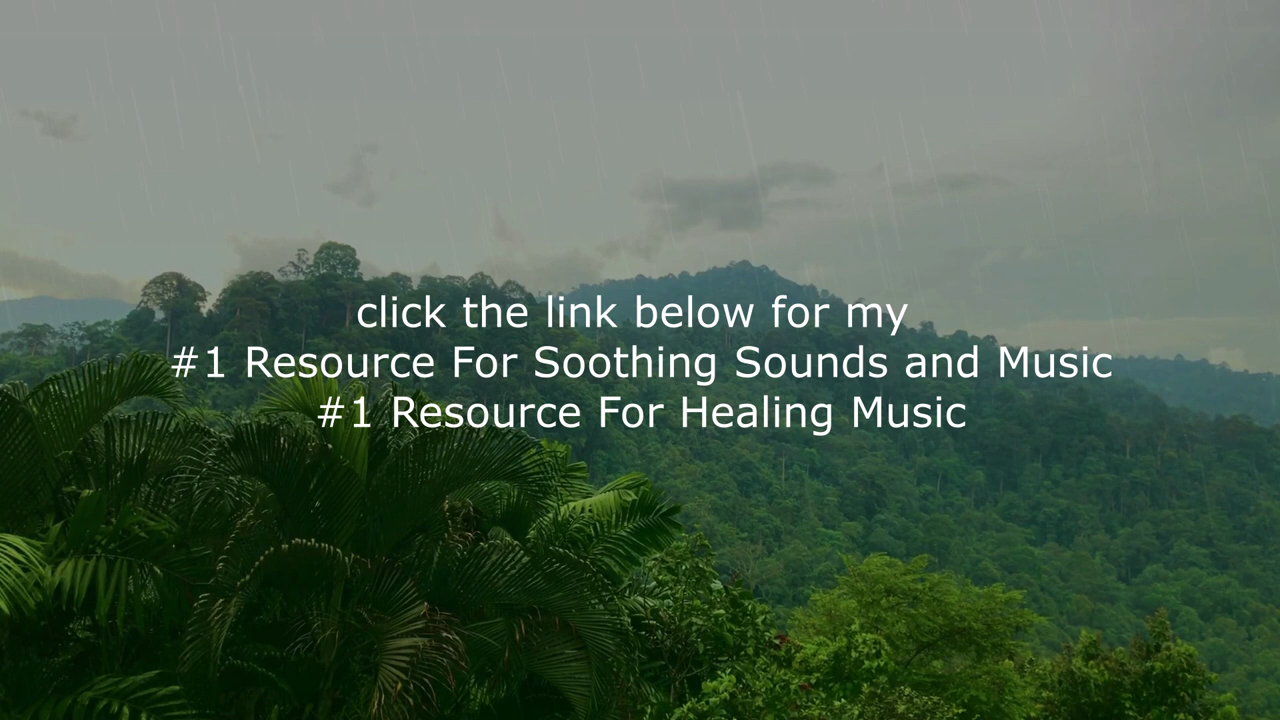 click the link below for my
#1 Resource For Soothing Sounds and Music
#1 Resource For Healing Music